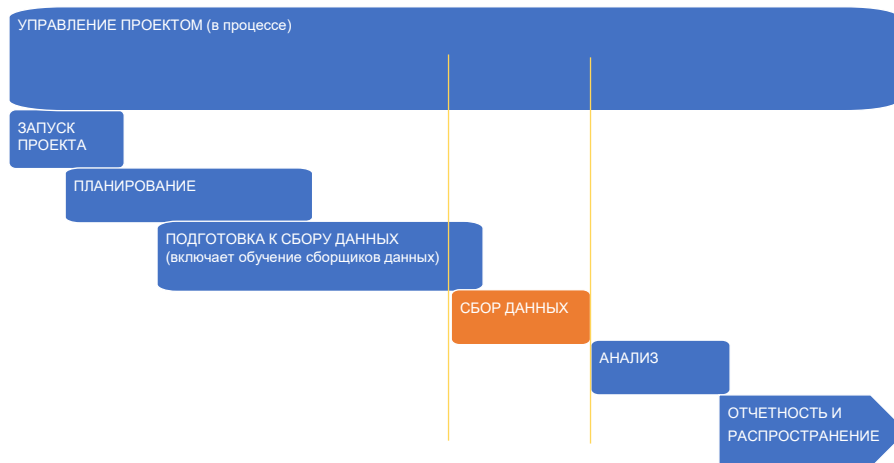 УПРАВЛЕНИЕ ПРОЕКТОМ (в процессе)
ЗАПУСК
ПРОЕКТА
ПЛАНИРОВАНИЕ
ПОДГОТОВКА К СБОРУ ДАННЫХ
(включает обучение сборщиков данных)
СБОР ДАННЫХ
АНАЛИЗ
ОТЧЕТНОСТЬ И
РАСПРОСТРАНЕНИЕ